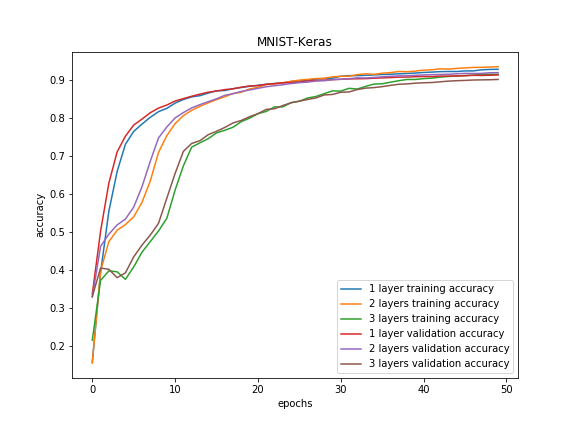 MNIST-Keras
0.9
0.8
0.7
0.6
0.5
0.4
0.3
0.2
accuracy
1 layer training accuracy
2 layers training accuracy
3 layers training accuracy
1 layer validation accuracy
2 layers validation accuracy
3 layers validation accuracy
0 10 20 30 40 50
epochs